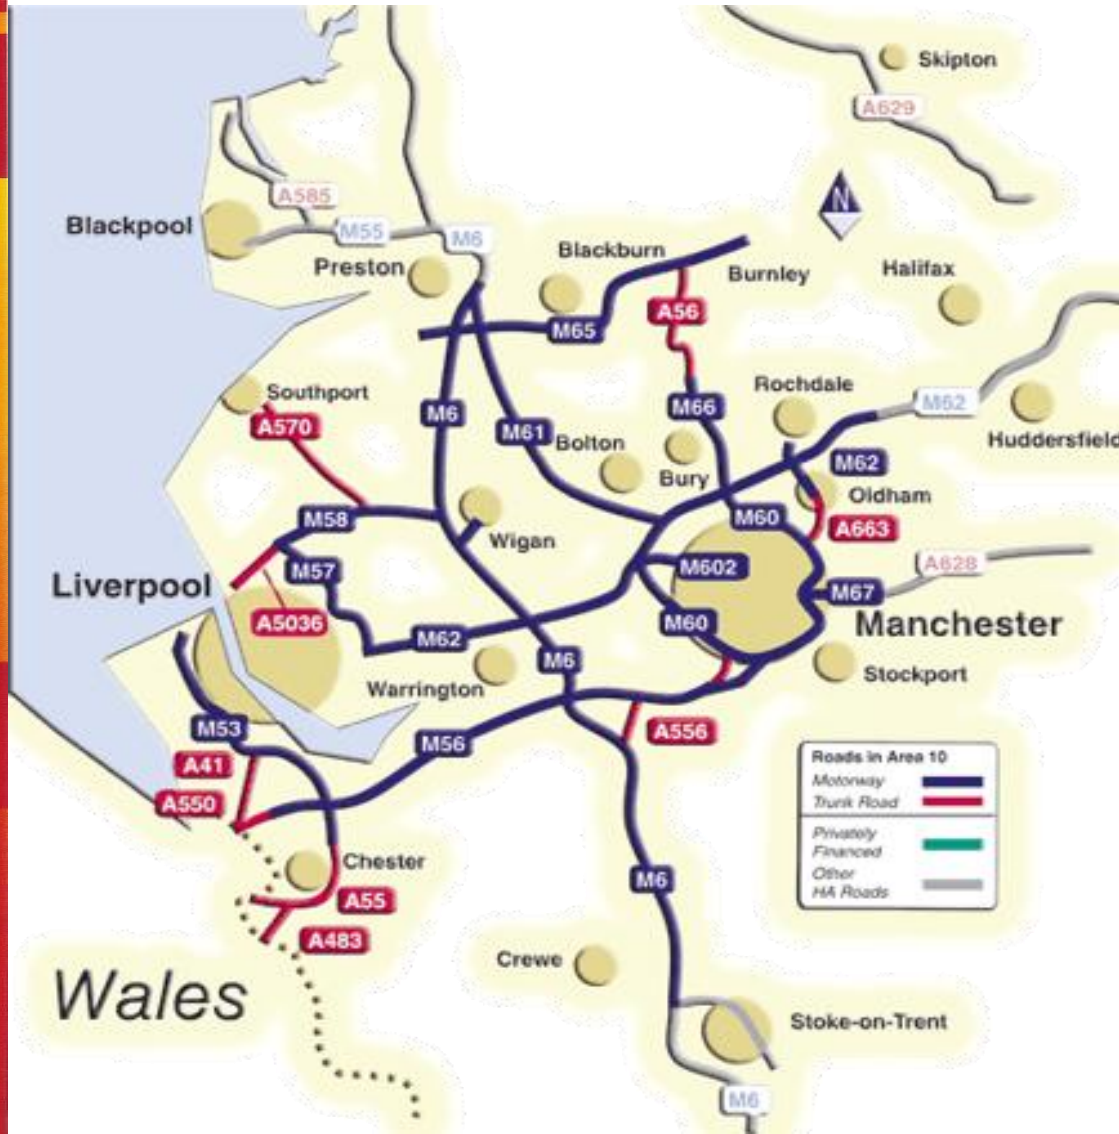 Skipton
A629
N
A585
Blackpool
M55
M6
Preston
Blackburn
Burnley
Halifax
M65
A56
Southport
A570
M6
M61
Bolton
M66
Rochdale
M62
Huddersfield
Bury
M62
Oldham
M58
Wigan
M60
A663
Liverpool
M57
M602
A628
M67
A5036
M62
M60
Manchester
M6
Warrington
Stockport
M53
M56
A556
A41
A550
Roads in Area 10
Motorway
Trunk Road
Privately
Financed
Other
HA Roads
Chester
A55
M6
A483
Crewe
Wales
Stoke-on-Trent
M6